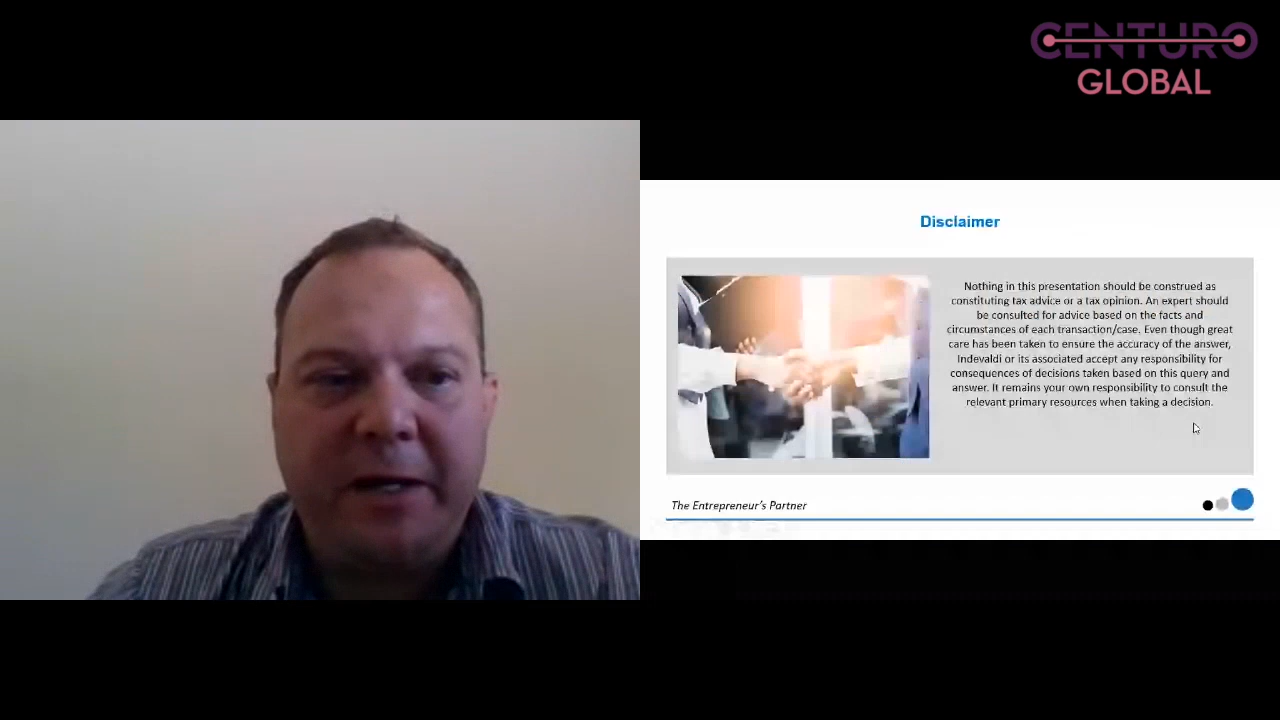 CENTURO
GLOBAL
Disclaimer
Nothing in this presentation should be construed as
constituting tax advice or a tax opinion. An expert should
be consulted for advice based on the facts and
circumstances of each transaction/case. Even though great
care has been taken to ensure the accuracy of the answer,
Indevaldi or its associated accept any responsibility for
consequences of decisions taken based on this query and
answer. It remains your own responsibility to consult the
relevant primary resources when taking a decision.
The Entrepreneur's Partner